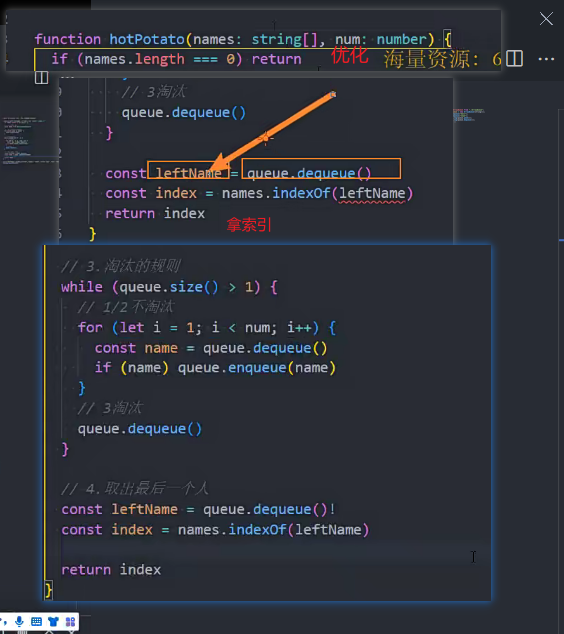 function hotPotato(names: string[], num: number) {
if (names.length === 0) return
优化
海量资源：6
// 3淘汰
queue.dequeue()
}
const leftName = queue.dequeue()
const index = names.indexOf(leftName)
return index
拿索引
}
// 3.淘汰的规则
while (queue.size() > 1) {
// 1/2不淘汰
for (let i = 1; i < num; i++) {
const name = queue.dequeue()
if (name) queue.enqueue(name)
}
// 3淘汰
queue.dequeue()
}
// 4.取出最后一个人
const leftName = queue.dequeue()!
const index = names.indexOf(leftName)
return index
}